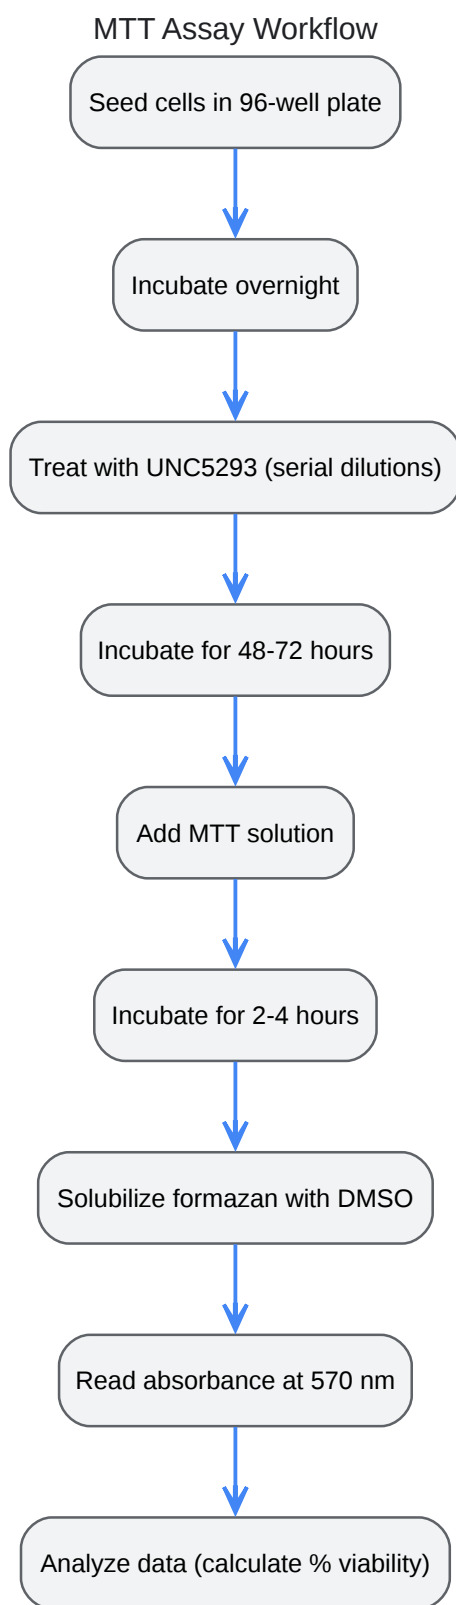 MTT Assay Workflow
Seed cells in 96-well plate
Incubate overnight
Treat with UNC5293 (serial dilutions)
Incubate for 48-72 hours
Add MTT solution
Incubate for 2-4 hours
Solubilize formazan with DMSO
Read absorbance at 570 nm
Analyze data (calculate % viability)